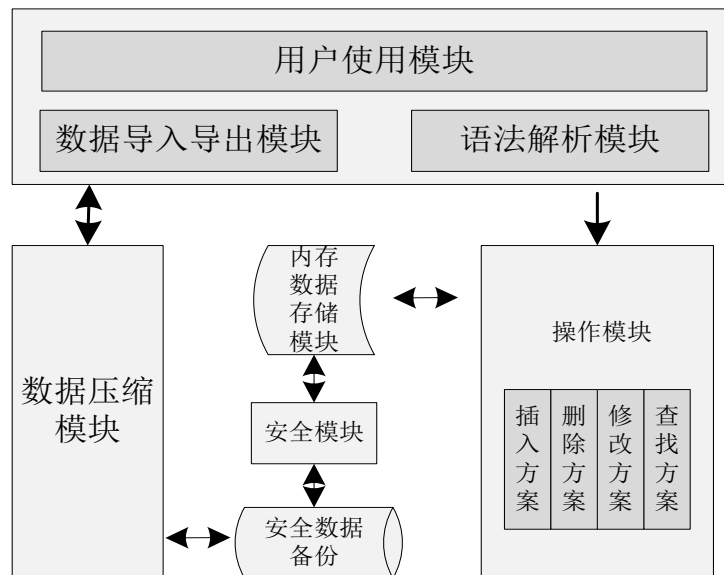 用户使用模块
数据导入导出模块
语法解析模块
内存
数据
存储
模块
操作模块
数据压缩
模块
安全模块
插入方案
删除方案
修改方案
查找方案
安全数据
备份